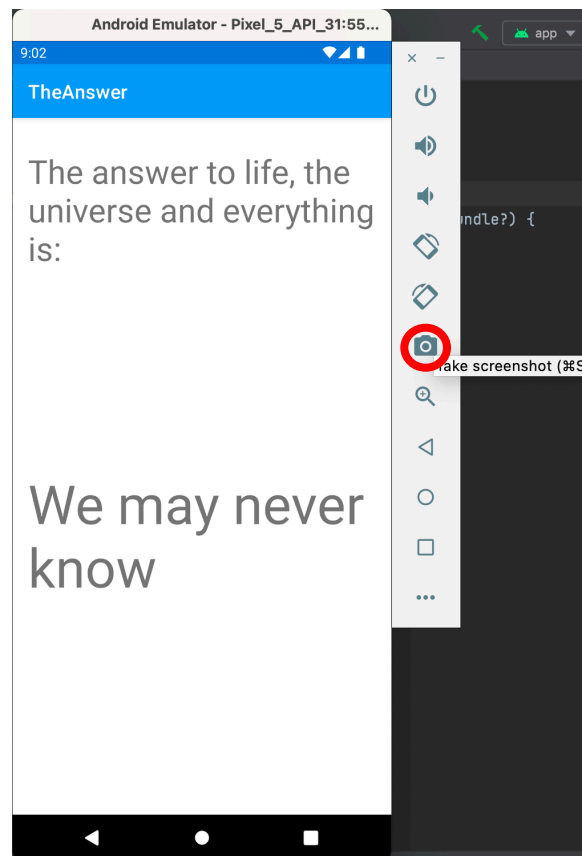 Android Emulator - Pixel_5_API_31:55...
9:02
TheAnswer
The answer to life, the
universe and everything
is:
We may never
know
app
ndle?) {
ake screenshot (⌘S